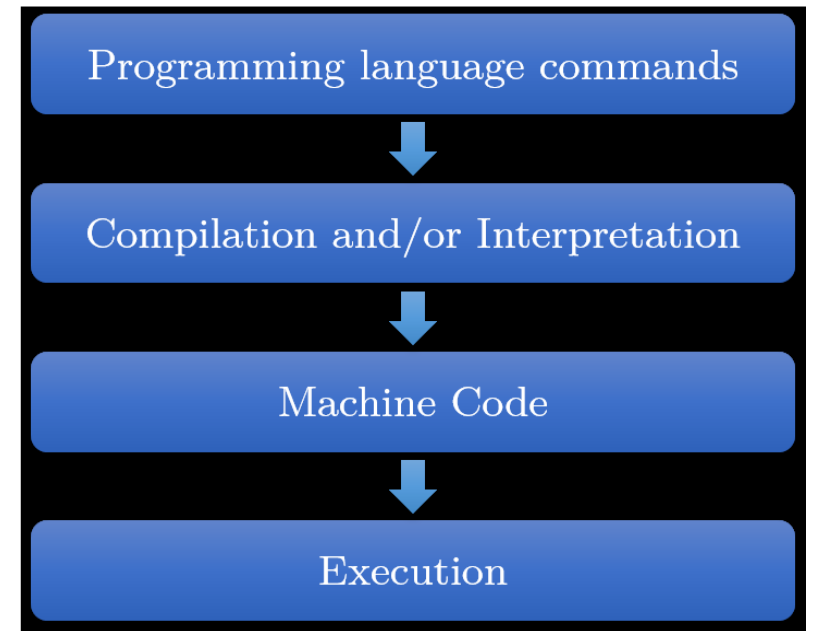 Programming language commands
Compilation and/or Interpretation
Machine Code
Execution